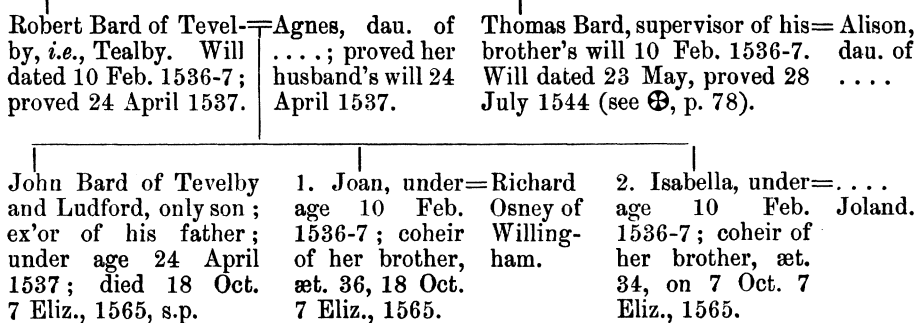 Robert Bard of Tevel-
by, i.e., Tealby. Will
dated 10 Feb. 1536-7;
proved 24 April 1537.
=
Agnes, dau. of
....; proved her
husband's will 24
April 1537.
Thomas Bard, supervisor of his
brother's will 10 Feb. 1536-7.
Will dated 23 May, proved 28
July 1544 (see ⊕, p. 78).
=
Alison,
dau. of
....
John Bard of Tevelby
and Ludford, only son;
ex'or of his father;
under age 24 April
1537; died 18 Oct.
7 Eliz., 1565, s.p.
1. Joan, under
age 10 Feb.
1536-7; coheir
of her brother,
æt. 36, 18 Oct.
7 Eliz., 1565.
=
Richard
Osney of
Willing-
ham.
2. Isabella, under
age 10 Feb.
1536-7; coheir of
her brother, æt.
34, on 7 Oct. 7
Eliz., 1565.
=
....
Joland.